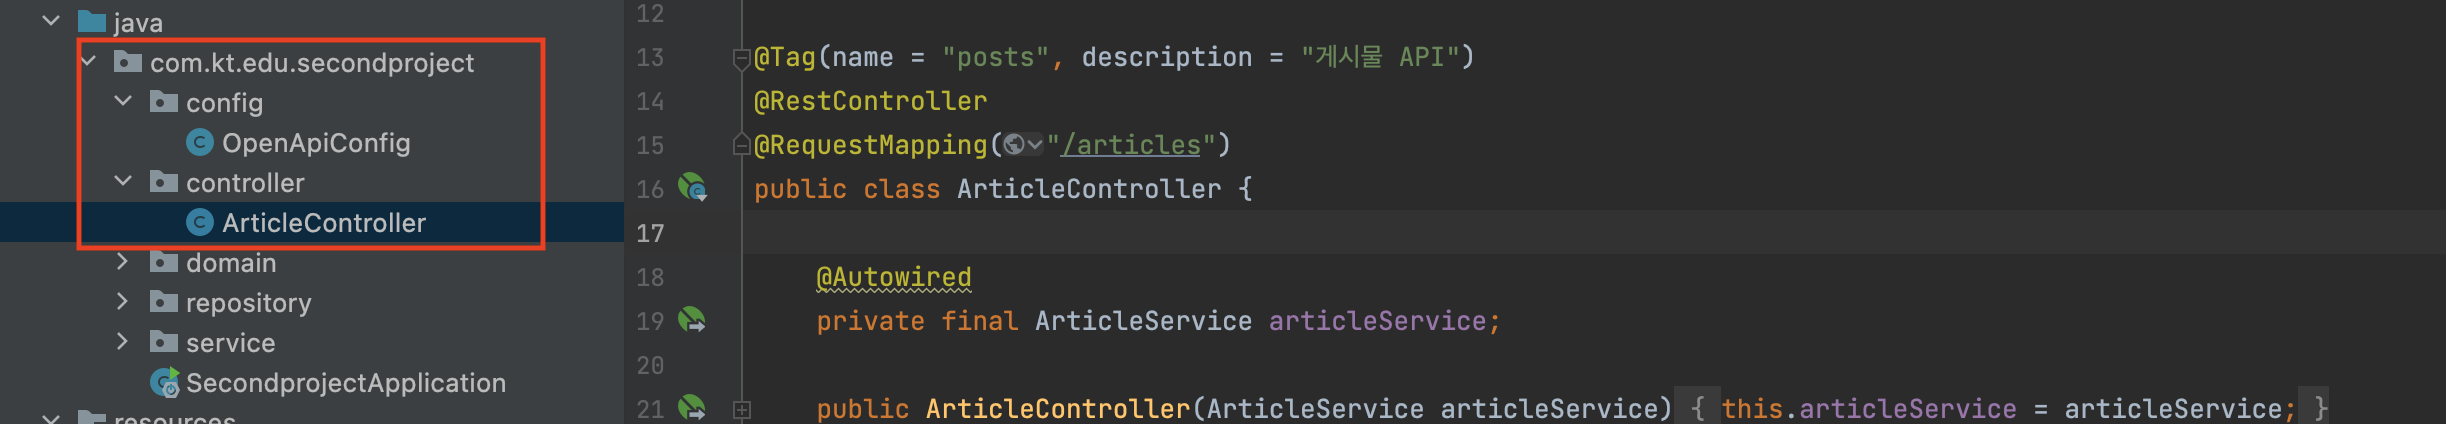 java
com.kt.edu.secondproject
config
OpenApiConfig
controller
ArticleController
domain
repository
service
SecondprojectApplication
resources
12
13 @Tag(name = "posts", description = "게시물 API")
14 @RestController
15 @RequestMapping("/articles")
16 public class ArticleController {
17
18 @Autowired
19 private final ArticleService articleService;
20
21 public ArticleController(ArticleService articleService) { this.articleService = articleService; }